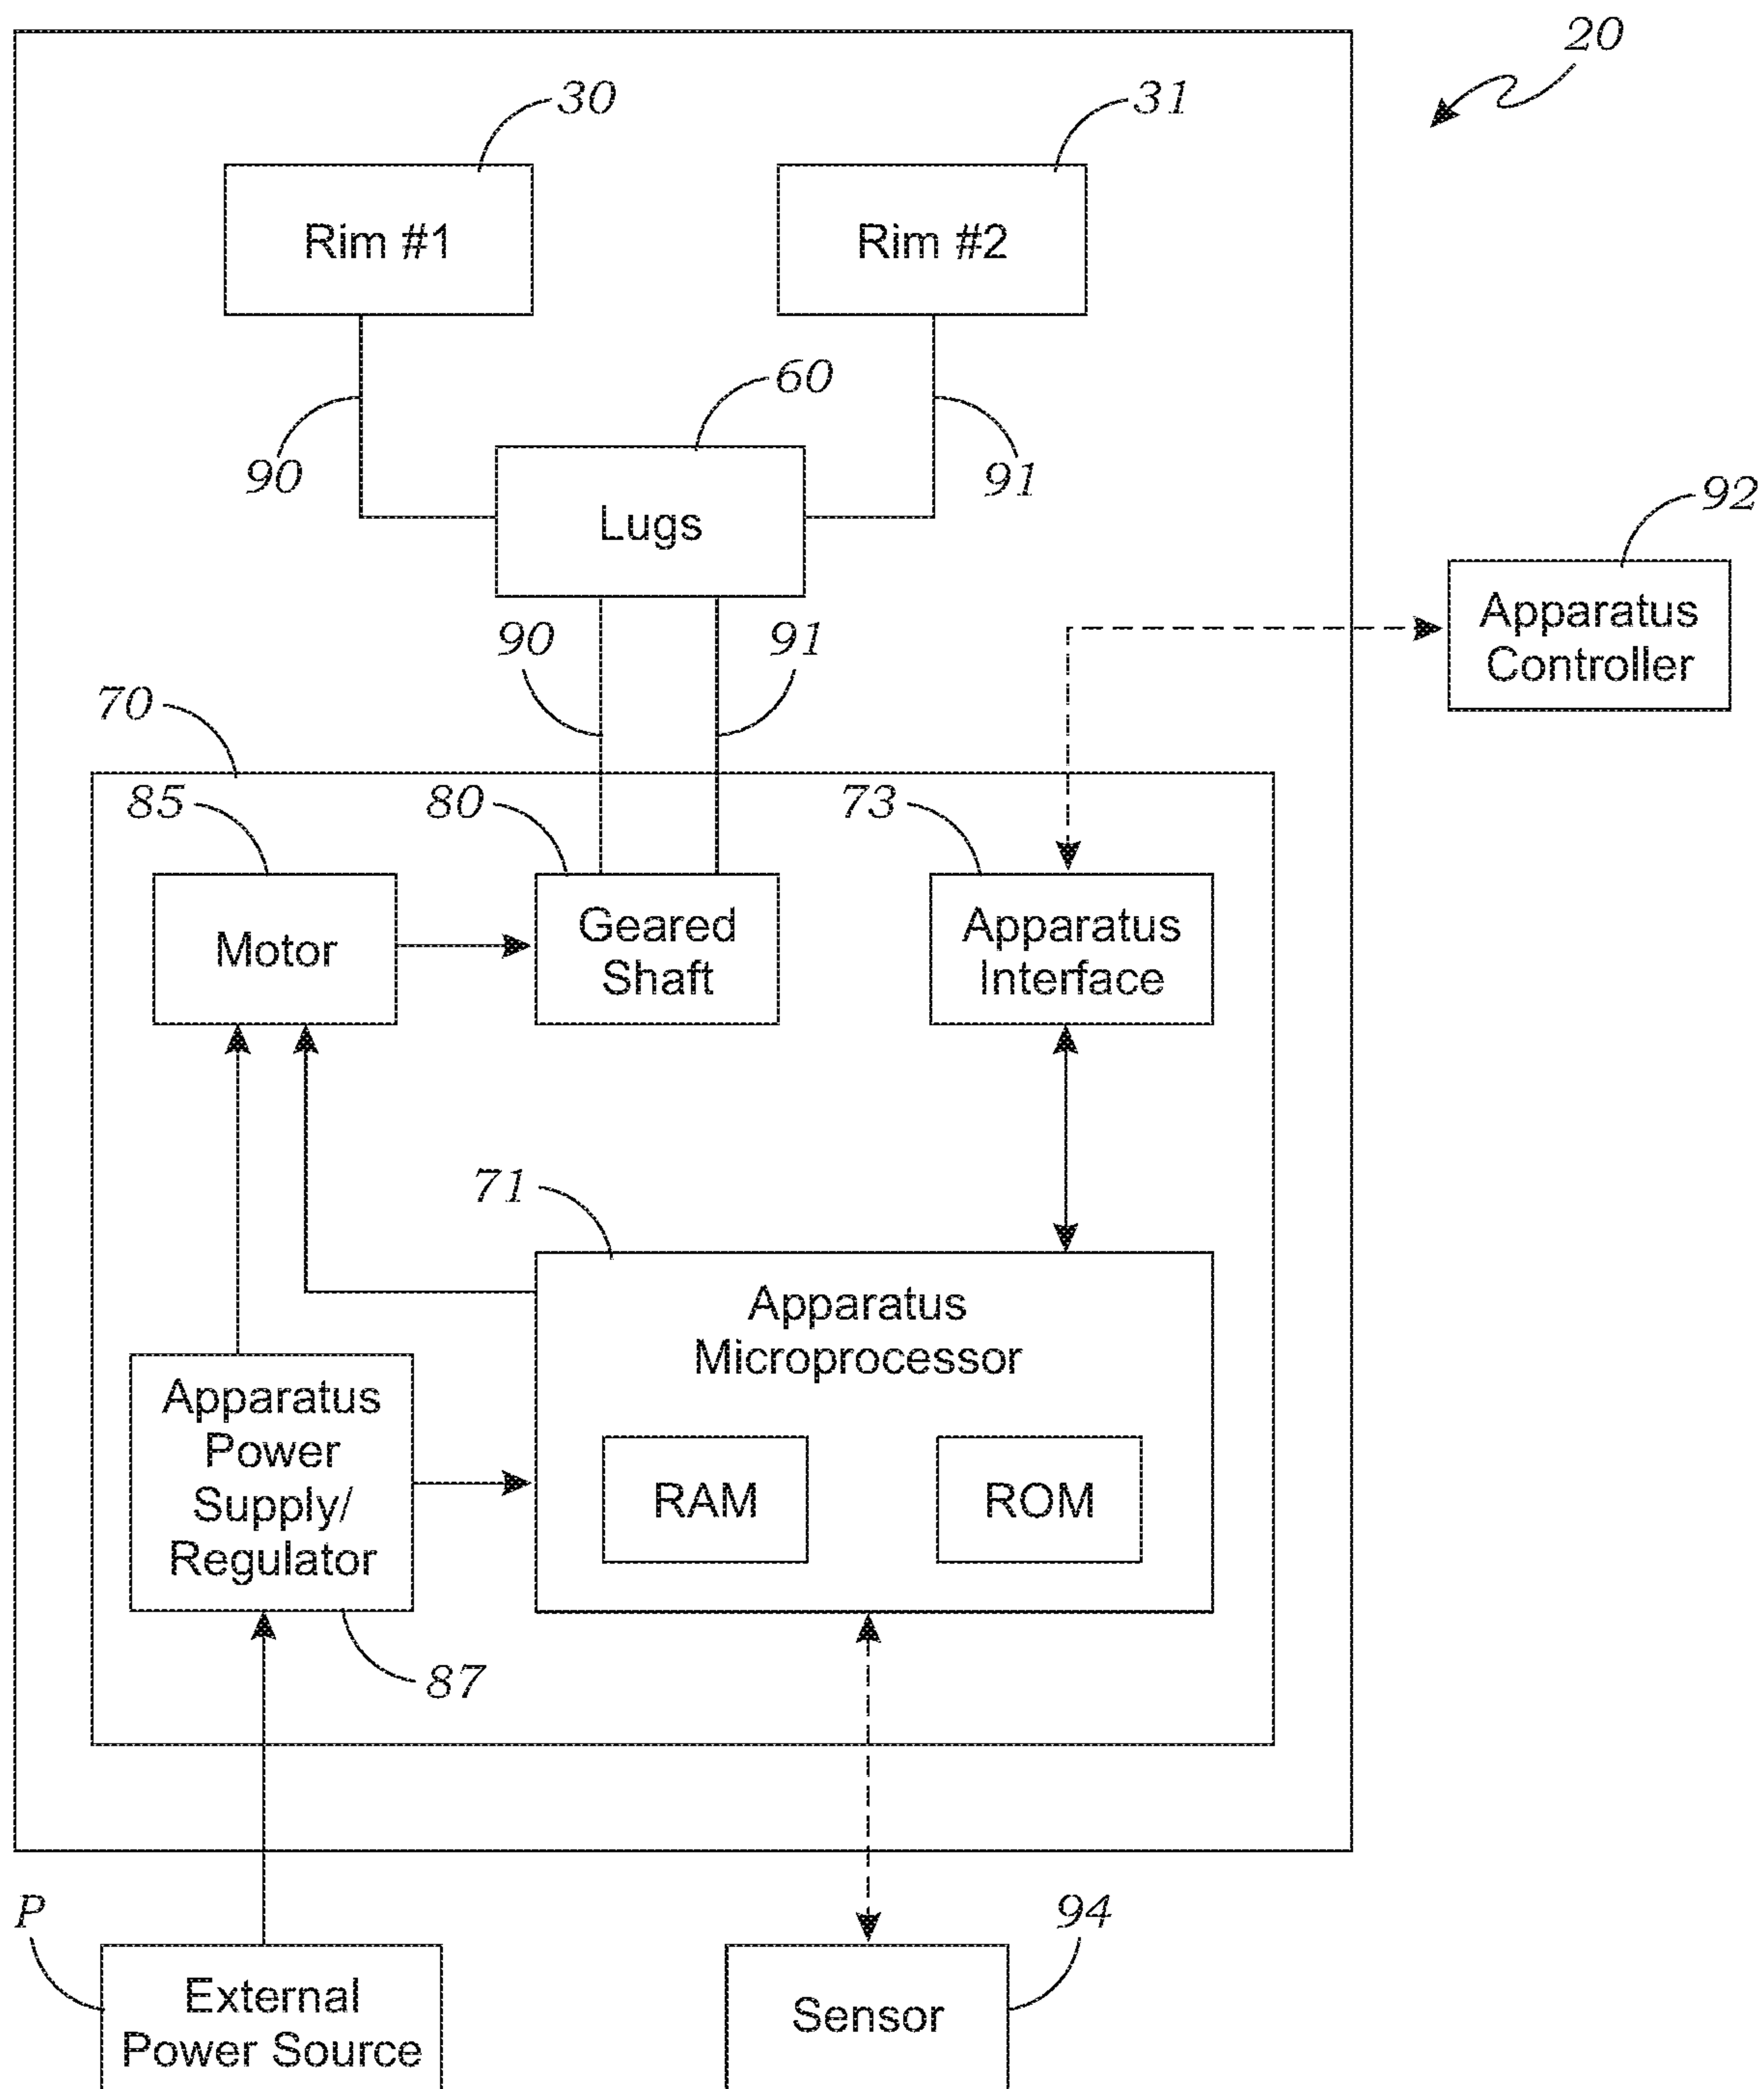 20
30
31
Rim #1
Rim #2
60
90
91
Lugs
92
Apparatus
Controller
90
91
70
85
80
73
Motor
Geared
Shaft
Apparatus
Interface
71
Apparatus
Microprocessor
Apparatus
Power
Supply/
Regulator
RAM
ROM
87
P
94
External
Power Source
Sensor